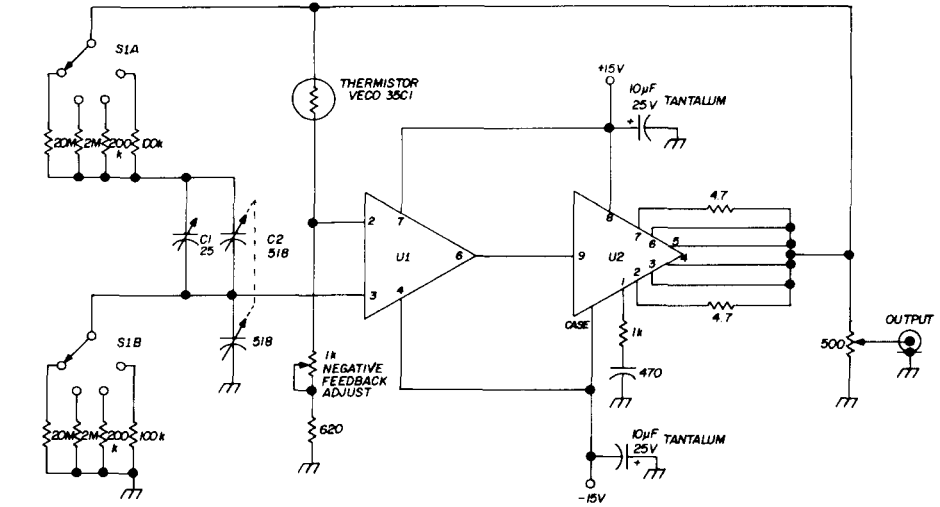 S1A
20M 2M 200k 100k
THERMISTOR
VECO 35C1
+15V
10µF
25V TANTALUM
+
C1
25
C2
518
518
2
7
3
4
6
U1
9
8
7
6
5
4
3
2
1
U2
CASE
4.7
4.7
1k
470
S1B
20M 2M 200k 100k
1k
NEGATIVE
FEEDBACK
ADJUST
620
500
OUTPUT
10µF
25V TANTALUM
+
-15V